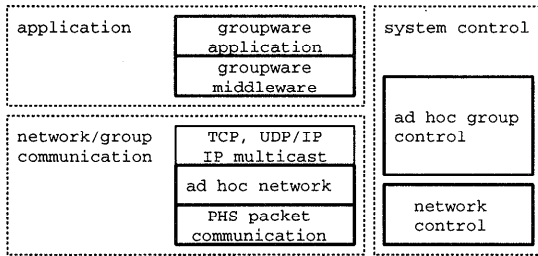 application
groupware
application
groupware
middleware
network/group
communication
TCP, UDP/IP
IP multicast
ad hoc network
PHS packet
communication
system control
ad hoc group
control
network
control